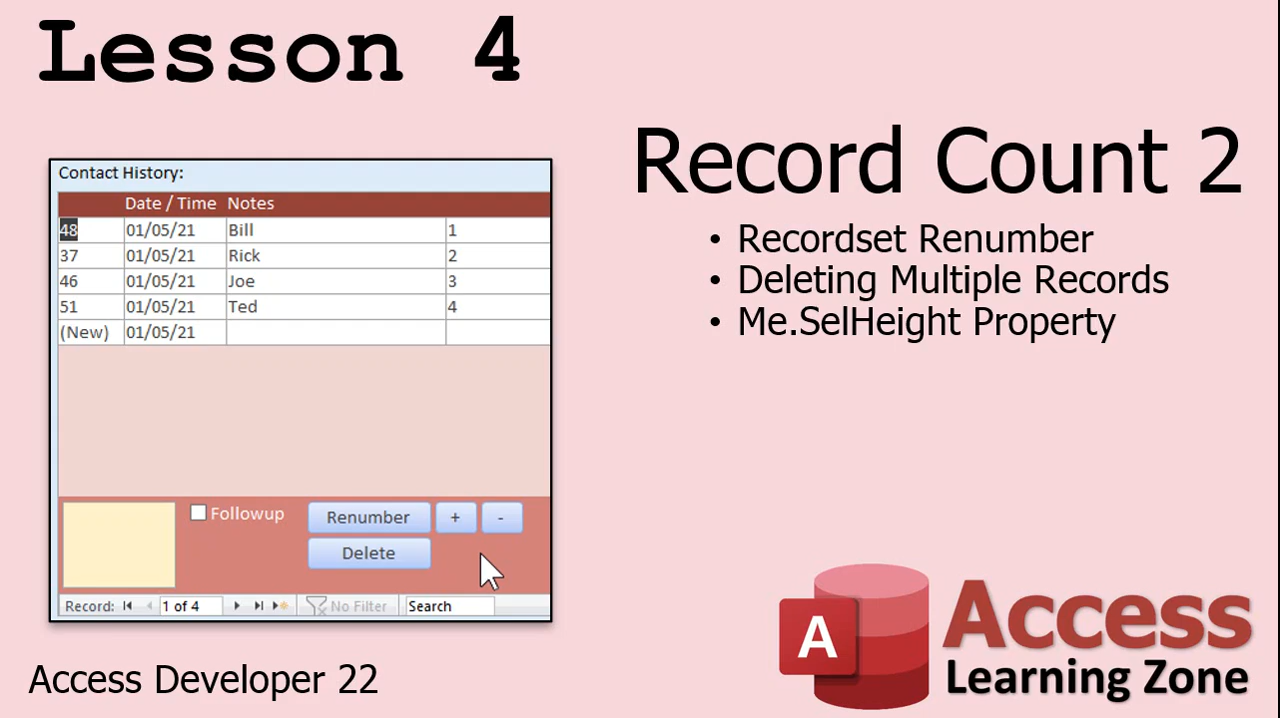 Lesson 4
Record Count 2
• Recordset Renumber
• Deleting Multiple Records
• Me.SelHeight Property
Contact History:
Date / Time Notes
48 01/05/21 Bill 1
37 01/05/21 Rick 2
46 01/05/21 Joe 3
51 01/05/21 Ted 4
(New) 01/05/21
Followup Renumber + -
Delete
Record: 1 of 4 No Filter Search
Access Developer 22
A Access
Learning Zone